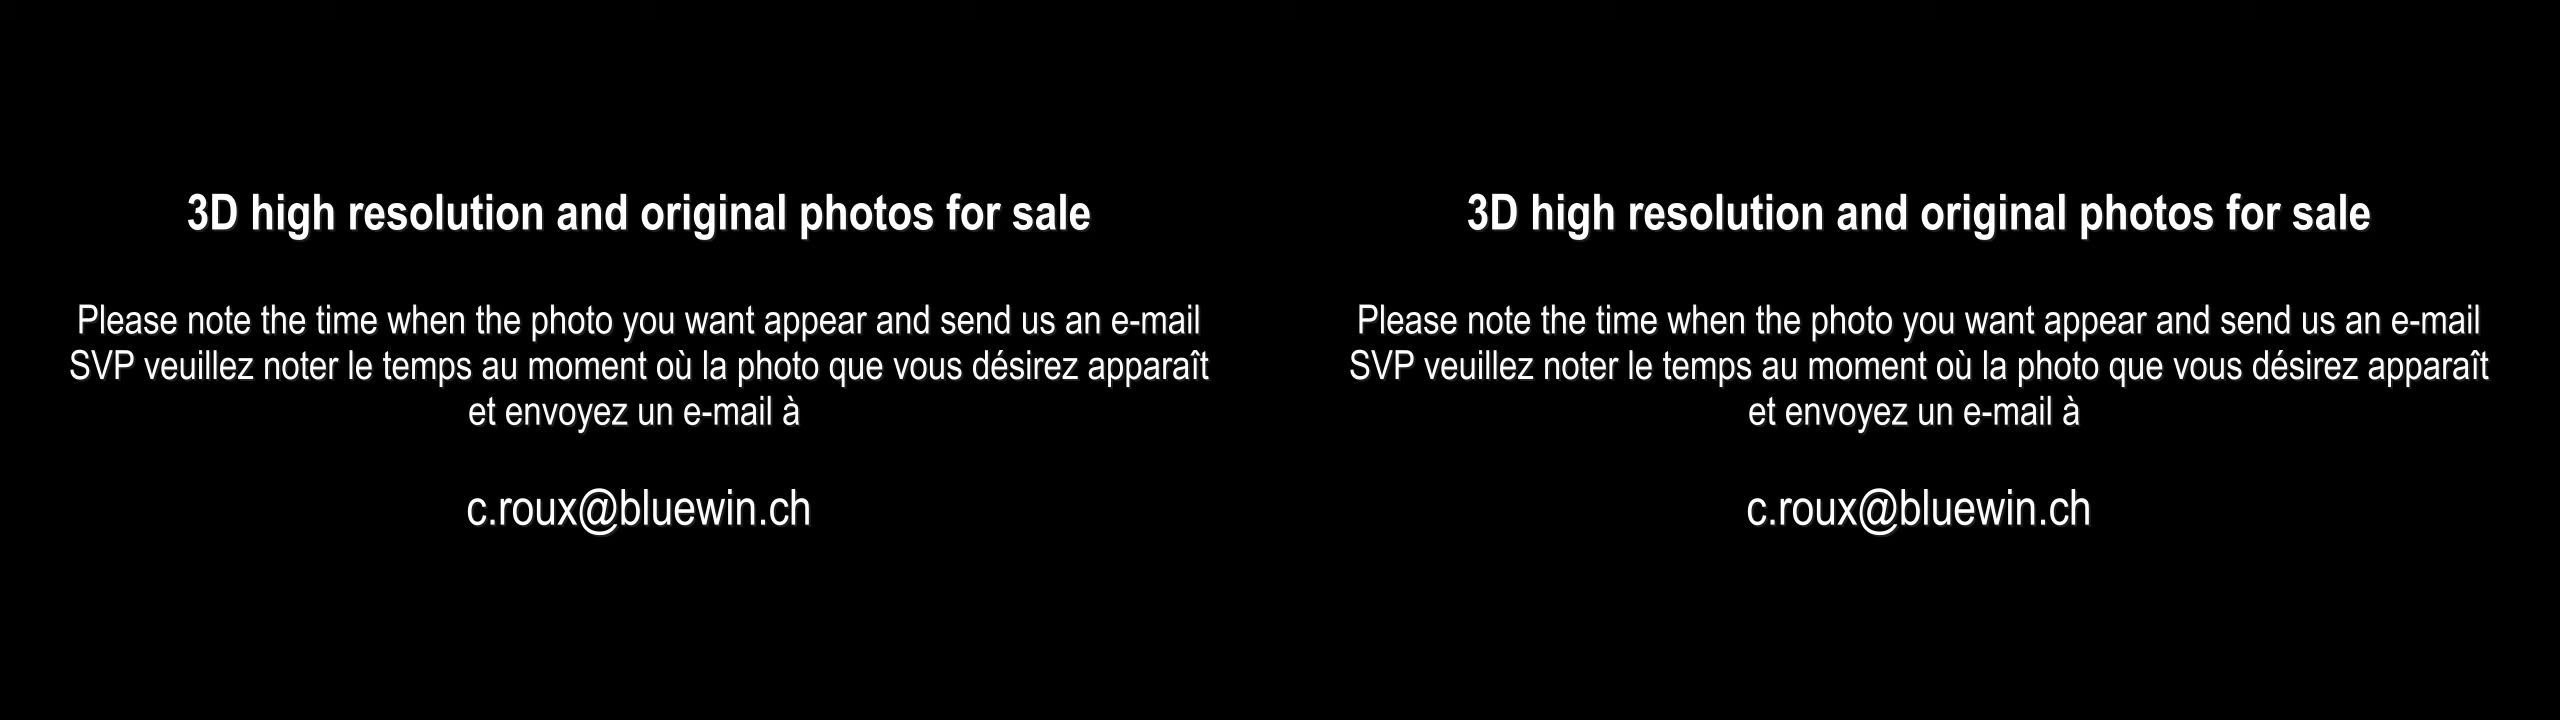 3D high resolution and original photos for sale
Please note the time when the photo you want appear and send us an e-mail
SVP veuillez noter le temps au moment où la photo que vous désirez apparaît
et envoyez un e-mail à
c.roux@bluewin.ch
3D high resolution and original photos for sale
Please note the time when the photo you want appear and send us an e-mail
SVP veuillez noter le temps au moment où la photo que vous désirez apparaît
et envoyez un e-mail à
c.roux@bluewin.ch